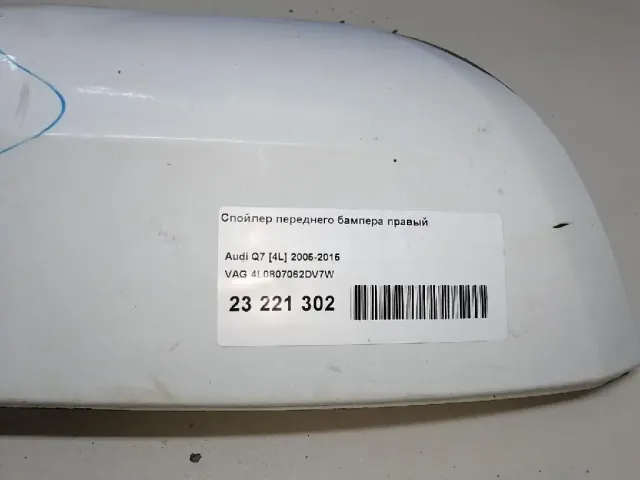 Спойлер переднего бампера правый
Audi Q7 [4L] 2005-2015
VAG 4L0807062DV7W
23 221 302